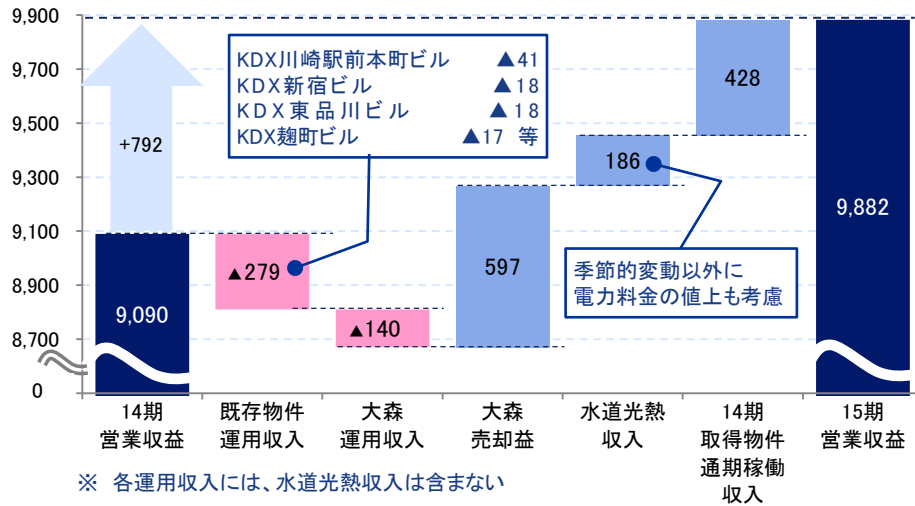 9,900
9,700
9,500
9,300
9,100
8,900
8,700
0
+792
KDX川崎駅前本町ビル ▲41
KDX新宿ビル ▲18
KDX東品川ビル ▲18
KDX麹町ビル ▲17 等
9,090
▲279
▲140
597
186
428
9,882
季節的変動以外に
電力料金の値上も考慮
14期
営業収益
既存物件
運用収入
大森
運用収入
大森
売却益
水道光熱
収入
14期
取得物件
通期稼働
収入
15期
営業収益
※ 各運用収入には、水道光熱収入は含まない